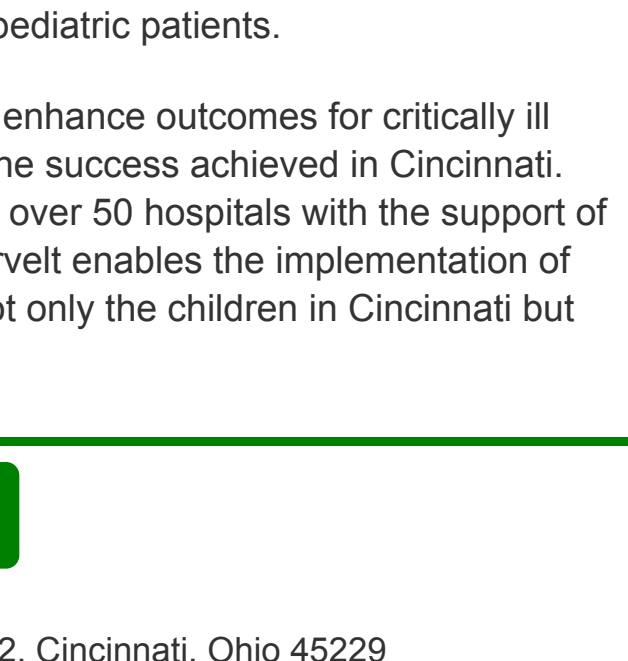 pediatric patients.
enhance outcomes for critically ill
he success achieved in Cincinnati.
over 50 hospitals with the support of
rvelt enables the implementation of
ot only the children in Cincinnati but
2, Cincinnati, Ohio 45229